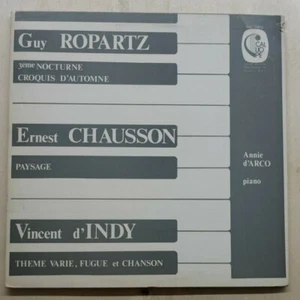 Guy ROPARTZ
3eme NOCTURNE
CROQUIS D'AUTOMNE
Ernest CHAUSSON
PAYSAGE
Annie
d'ARCO
piano
Vincent d'INDY
THEME VARIE, FUGUE et CHANSON